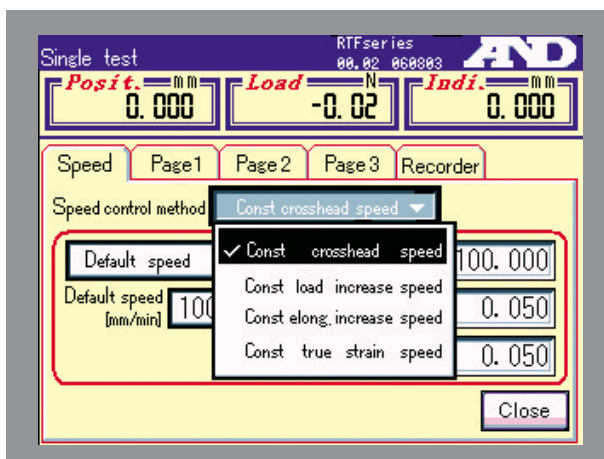 Single test
RTFseries
00.02 060803
AND
Posit. mm
0.000
Load N
-0.02
Indi. mm
0.000
Speed Page1 Page2 Page3 Recorder
Speed control method Const crosshead speed
Default speed
✓ Const crosshead speed
100.000
Default speed
[mm/min]
100
Const load increase speed
Const elong. increase speed
0.050
Const true strain speed
0.050
Close